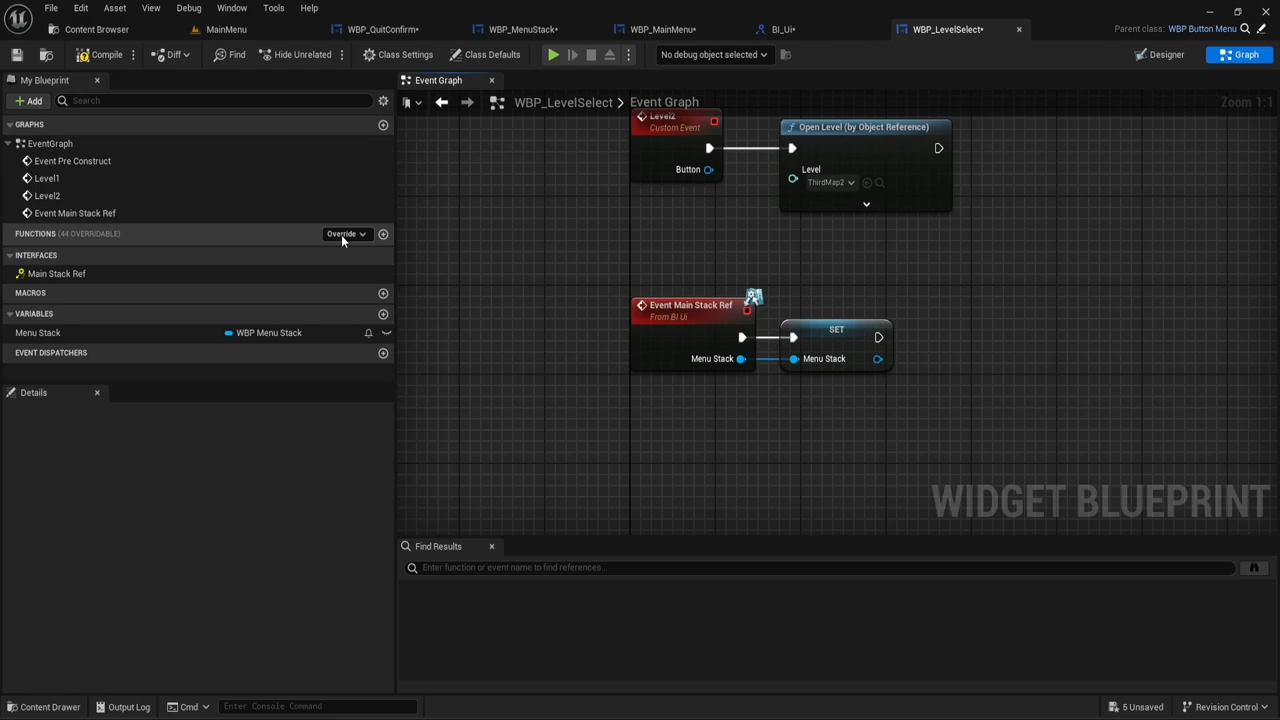 File Edit Asset View Debug Window Tools Help
Content Browser MainMenu WBP_QuitConfirm* WBP_MenuStack* WBP_MainMenu* BI_Ui* WBP_LevelSelect* Parent class: WBP Button Menu
Compile Diff Find Hide Unrelated Class Settings Class Defaults No debug object selected Designer Graph
My Blueprint
Event Graph
Add Search
WBP_LevelSelect > Event Graph Zoom 1:1
GRAPHS
EventGraph
Event Pre Construct
Level1
Level2
Event Main Stack Ref
FUNCTIONS (44 OVERRIDABLE) Override
INTERFACES
Main Stack Ref
MACROS
VARIABLES
Menu Stack WBP Menu Stack
EVENT DISPATCHERS
Details
Level2
Custom Event
Button
Open Level (by Object Reference)
Level
ThirdMap2
Event Main Stack Ref
From BI Ui
Menu Stack
SET
Menu Stack
WIDGET BLUEPRINT
Find Results
Enter function or event name to find references...
Content Drawer Output Log Cmd Enter Console Command 5 Unsaved Revision Control